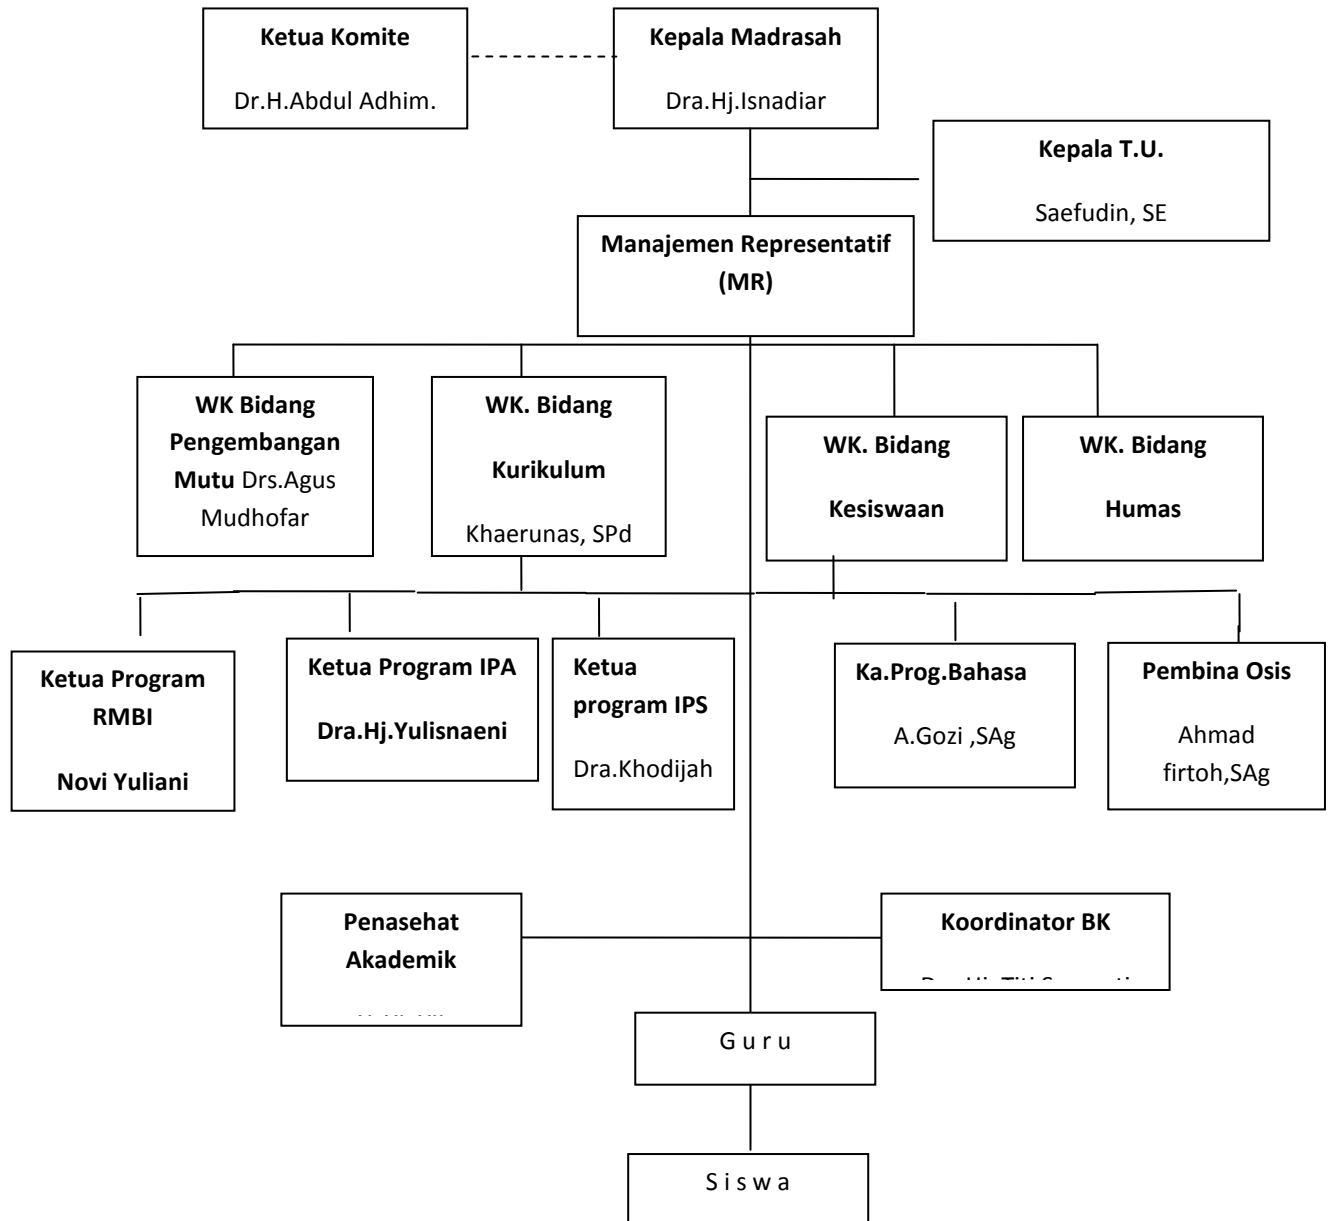 Ketua Komite
Dr.H.Abdul Adhim.
Kepala Madrasah
Dra.Hj.Isnadiar
Kepala T.U.
Saefudin, SE
Manajemen Representatif
(MR)
WK Bidang
Pengembangan
Mutu Drs.Agus
Mudhofar
WK. Bidang
Kurikulum
Khaerunas, SPd
WK. Bidang
Kesiswaan
WK. Bidang
Humas
Ketua Program
RMBI
Novi Yuliani
Ketua Program IPA
Dra.Hj.Yulisnaeni
Ketua
program IPS
Dra.Khodijah
Ka.Prog.Bahasa
A.Gozi ,SAg
Pembina Osis
Ahmad
firtoh,SAg
Penasehat
Akademik
Koordinator BK
G u r u
S i s w a